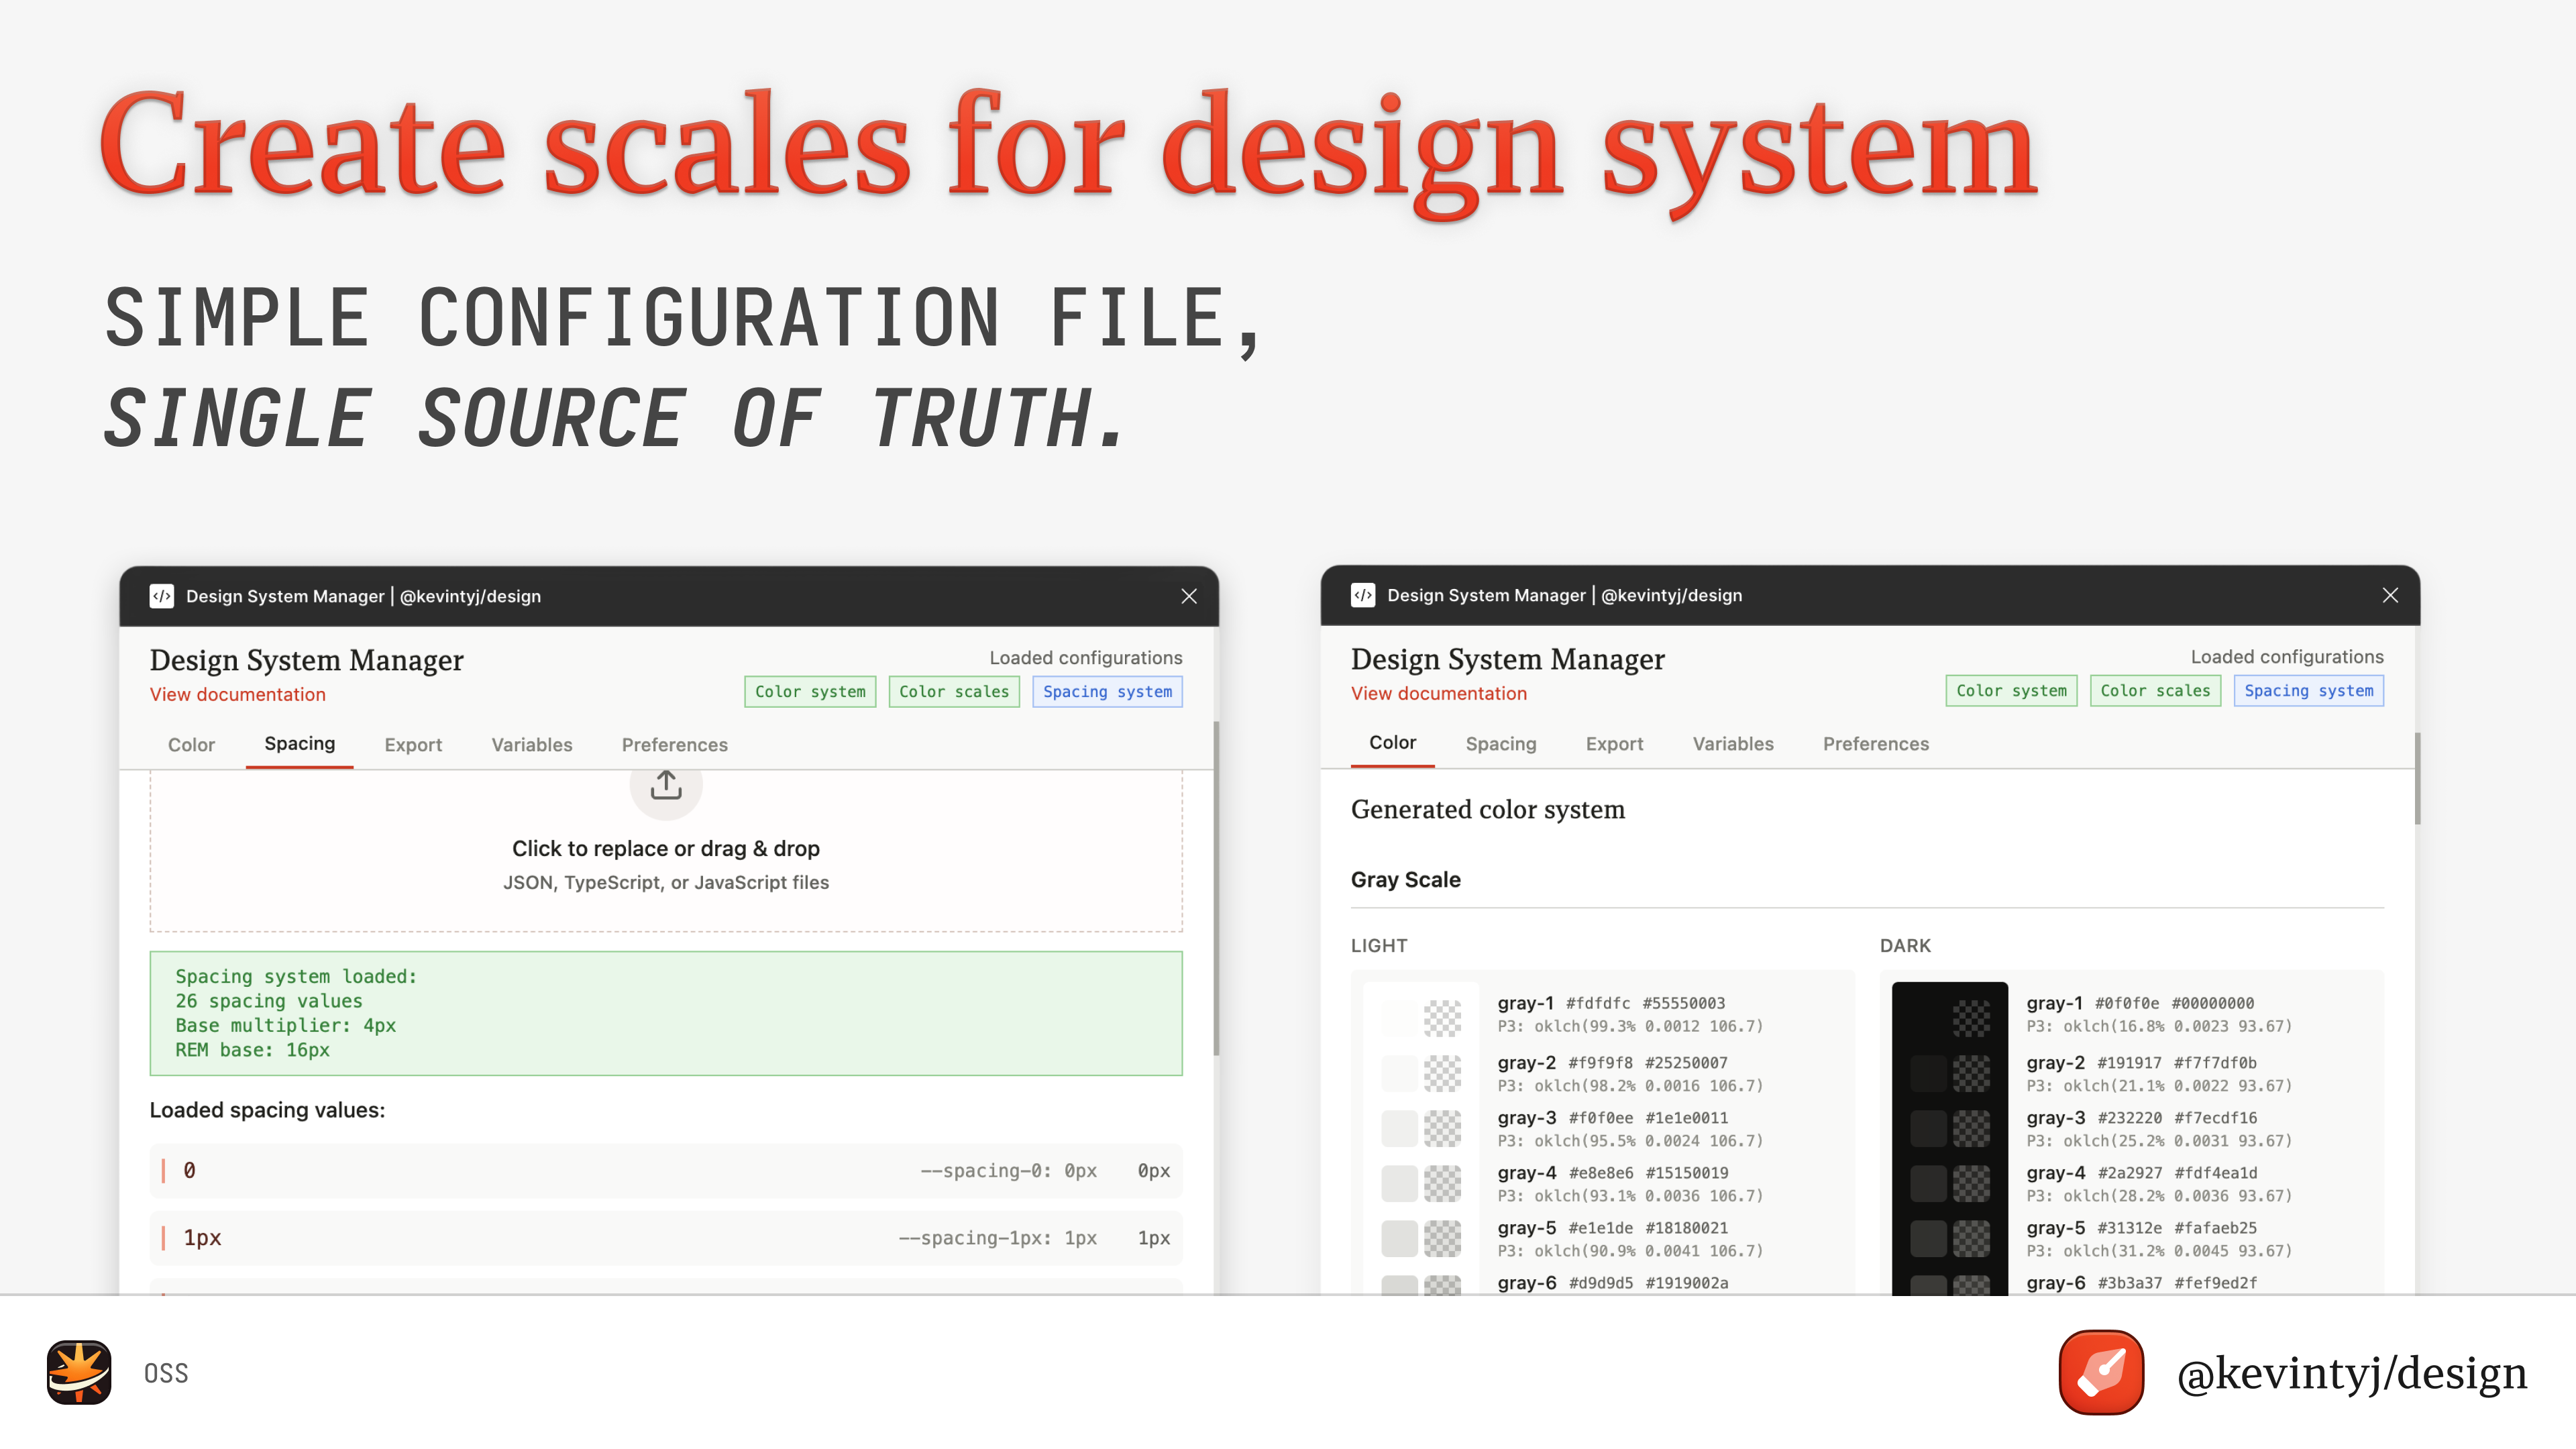 Create scales for design system
SIMPLE CONFIGURATION FILE,
SINGLE SOURCE OF TRUTH.
Design System Manager | @kevintyj/design
Design System Manager
Loaded configurations
View documentation
Color system
Color scales
Spacing system
Color
Spacing
Export
Variables
Preferences
Click to replace or drag & drop
JSON, TypeScript, or JavaScript files
Spacing system loaded:
26 spacing values
Base multiplier: 4px
REM base: 16px
Loaded spacing values:
0 --spacing-0: 0px 0px
1px --spacing-1px: 1px 1px
Design System Manager | @kevintyj/design
Design System Manager
Loaded configurations
View documentation
Color system
Color scales
Spacing system
Color
Spacing
Export
Variables
Preferences
Generated color system
Gray Scale
LIGHT
gray-1 #fdfdfc #55550003
P3: oklch(99.3% 0.0012 106.7)
gray-2 #f9f9f8 #25250007
P3: oklch(98.2% 0.0016 106.7)
gray-3 #f0f0ee #1e1e0011
P3: oklch(95.5% 0.0024 106.7)
gray-4 #e8e8e6 #15150019
P3: oklch(93.1% 0.0036 106.7)
gray-5 #e1e1de #18180021
P3: oklch(90.9% 0.0041 106.7)
gray-6 #d9d9d5 #1919002a
DARK
gray-1 #0f0f0e #00000000
P3: oklch(16.8% 0.0023 93.67)
gray-2 #191917 #f7f7df0b
P3: oklch(21.1% 0.0022 93.67)
gray-3 #232220 #f7ecdf16
P3: oklch(25.2% 0.0031 93.67)
gray-4 #2a2927 #fdf4ea1d
P3: oklch(28.2% 0.0036 93.67)
gray-5 #31312e #fafaeb25
P3: oklch(31.2% 0.0045 93.67)
gray-6 #3b3a37 #fef9ed2f
OSS
@kevintyj/design